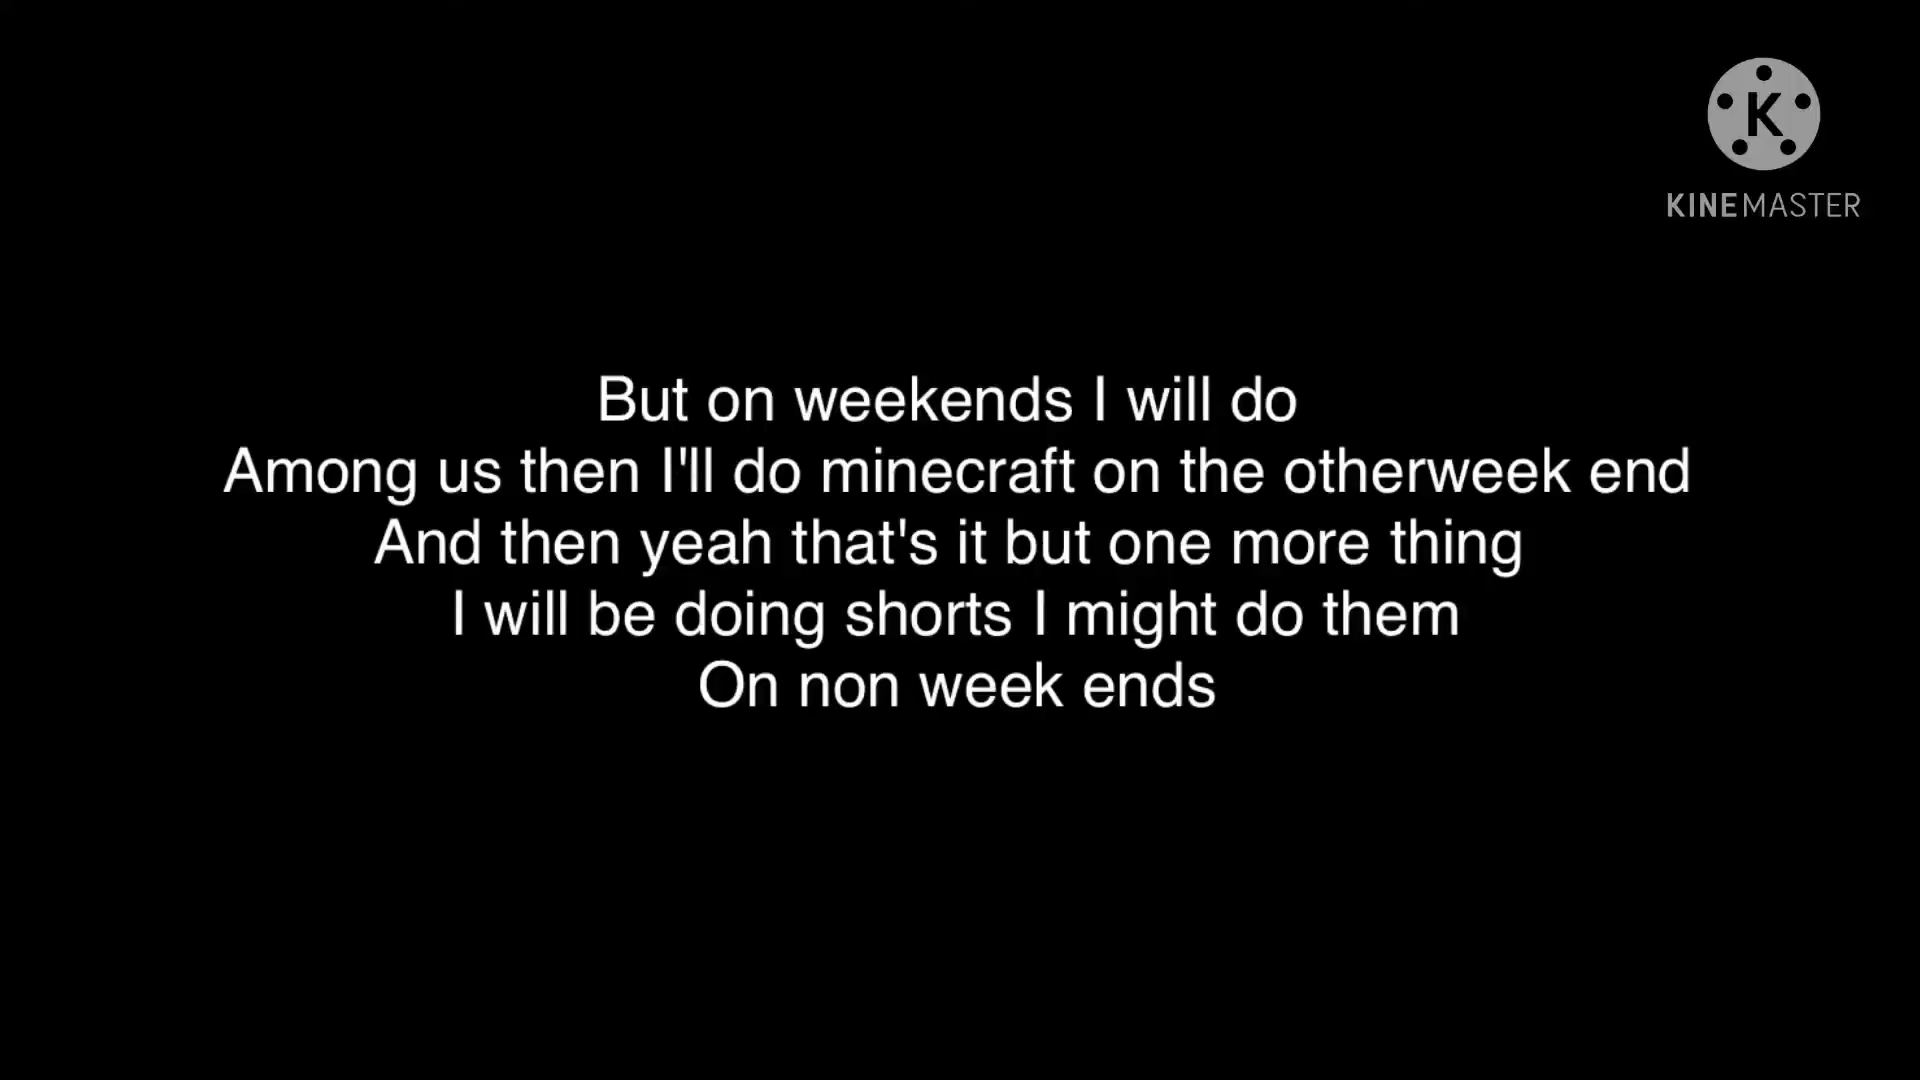 K
KINEMASTER
But on weekends I will do
Among us then I'll do minecraft on the otherweek end
And then yeah that's it but one more thing
I will be doing shorts I might do them
On non week ends